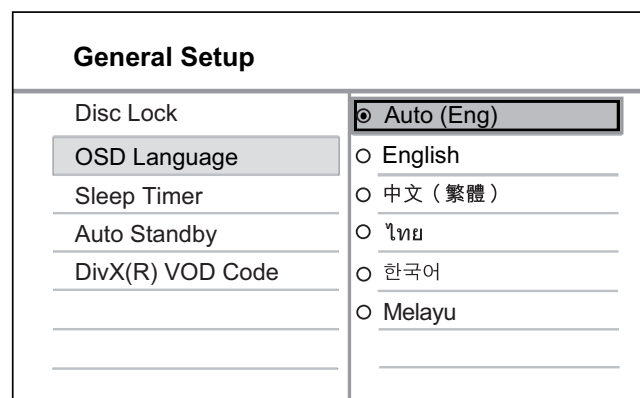 General Setup
Disc Lock
OSD Language
Sleep Timer
Auto Standby
DivX(R) VOD Code
Auto (Eng)
English
中文（繁體）
ไทย
한국어
Melayu